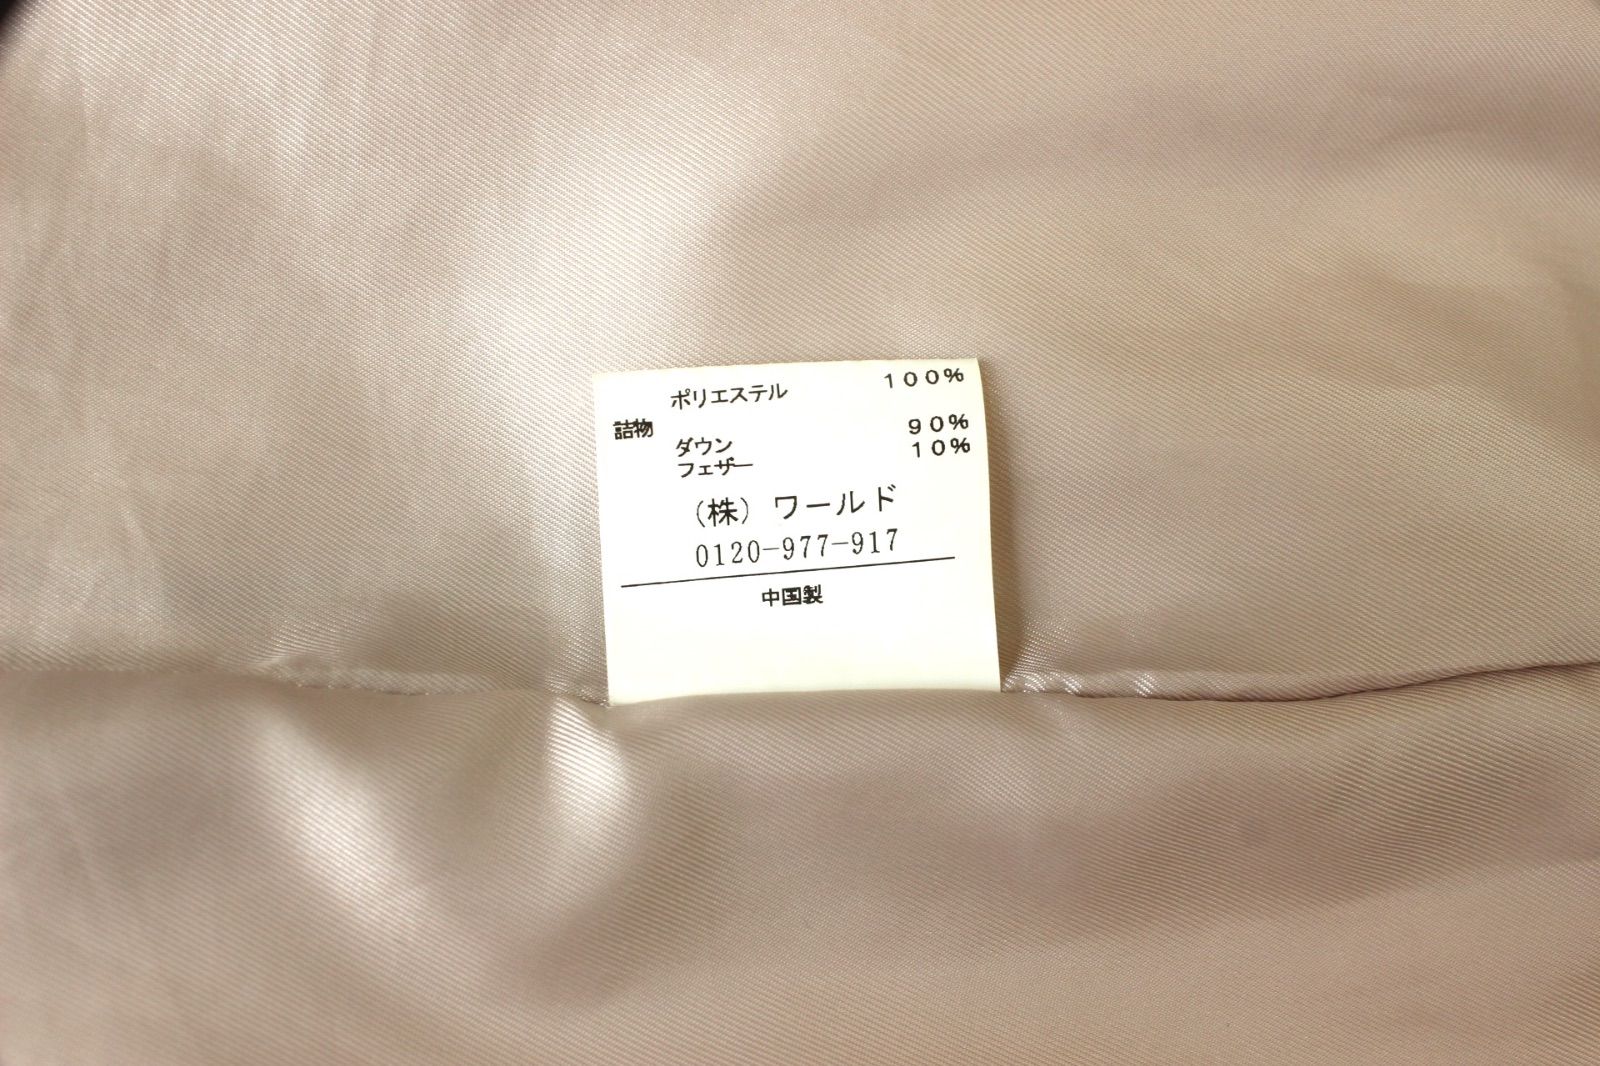 ポリエステル 100%
詰物
ダウン 90%
フェザー 10%
(株) ワールド
0120-977-917
中国製